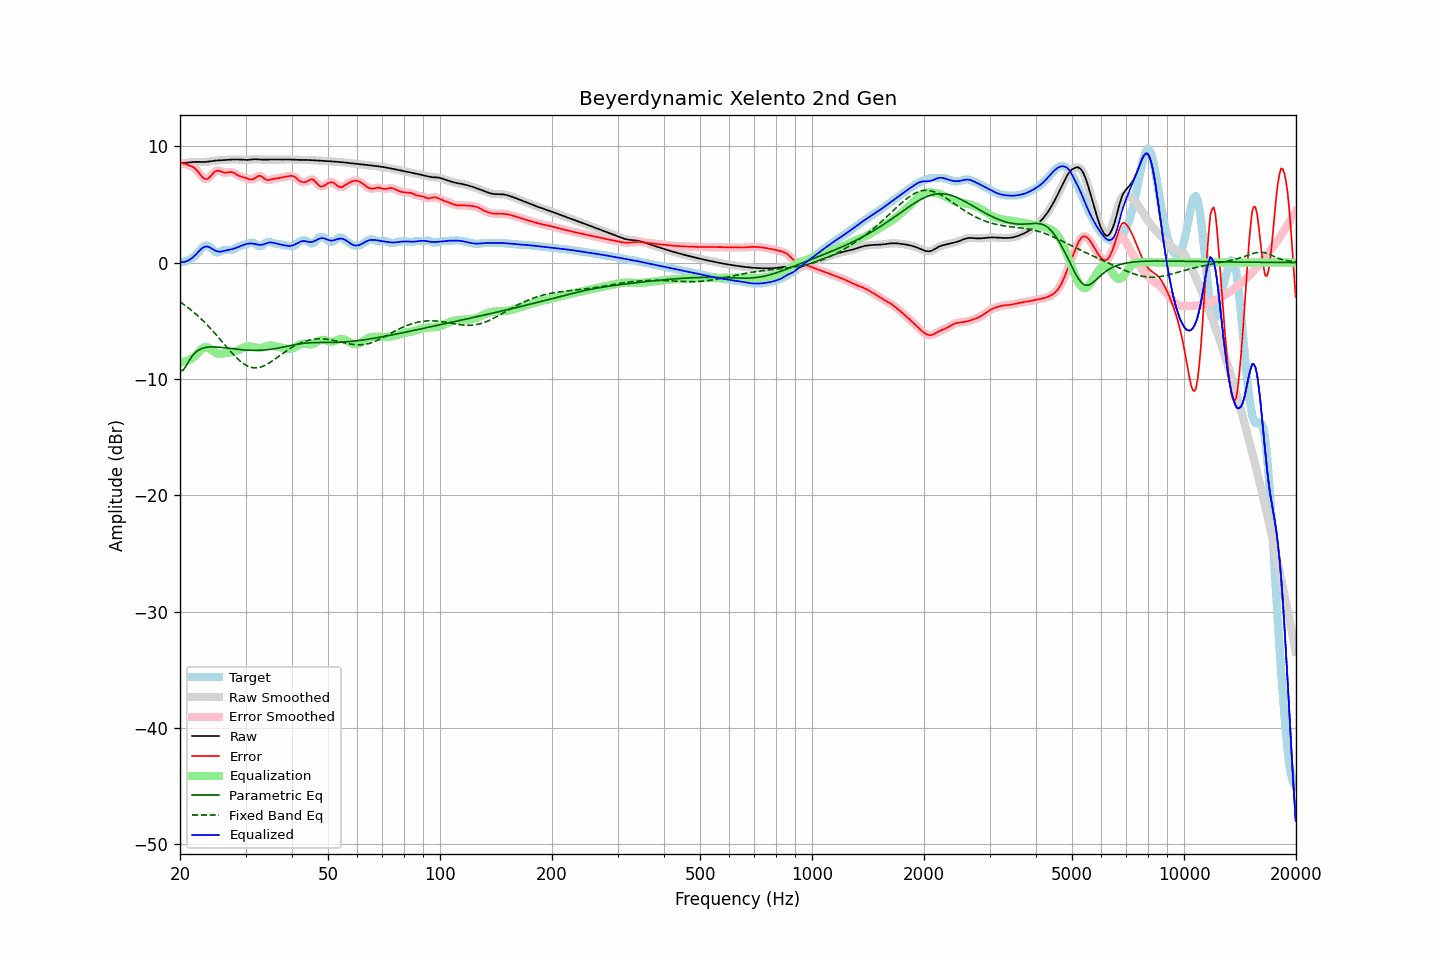 Beyerdynamic Xelento 2nd Gen
Amplitude (dBr)
10
0
−10
−20
−30
−40
−50
Target
Raw Smoothed
Error Smoothed
Raw
Error
Equalization
Parametric Eq
Fixed Band Eq
Equalized
20 50 100 200 500 1000 2000 5000 10000 20000
Frequency (Hz)